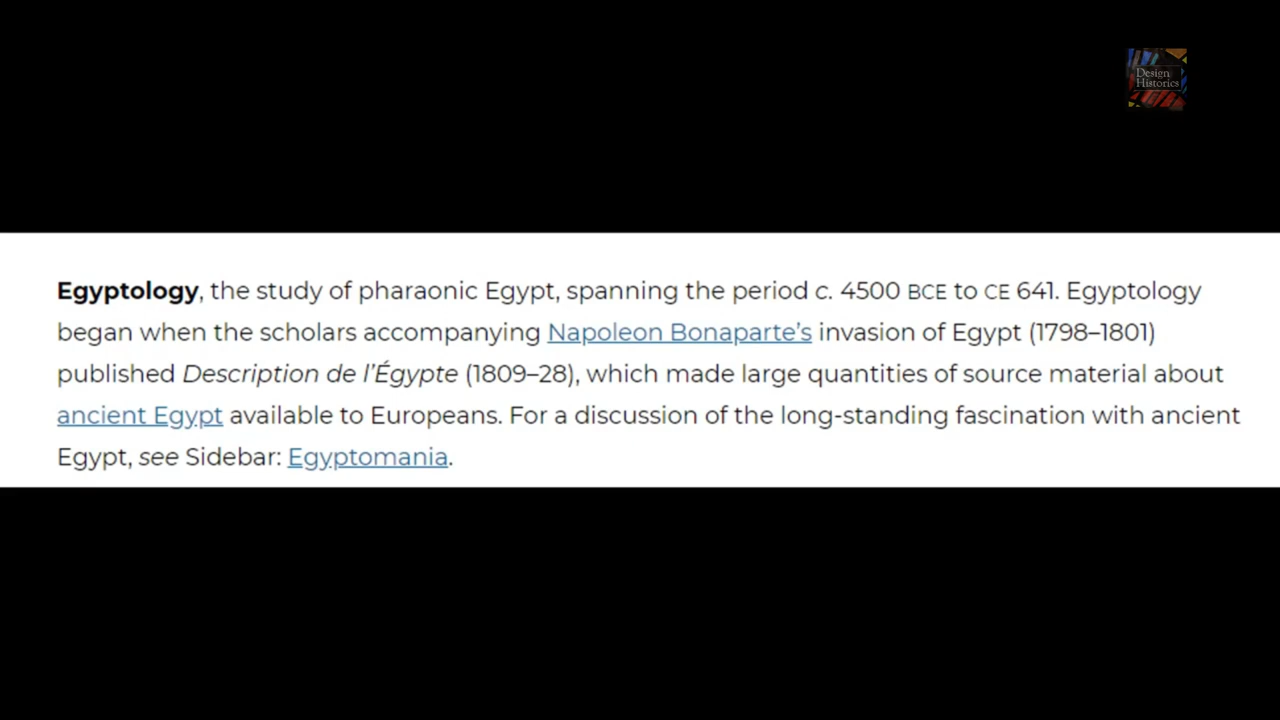 Design
Historics
Egyptology, the study of pharaonic Egypt, spanning the period c. 4500 BCE to CE 641. Egyptology
began when the scholars accompanying Napoleon Bonaparte’s invasion of Egypt (1798–1801)
published Description de l’Égypte (1809–28), which made large quantities of source material about
ancient Egypt available to Europeans. For a discussion of the long-standing fascination with ancient
Egypt, see Sidebar: Egyptomania.